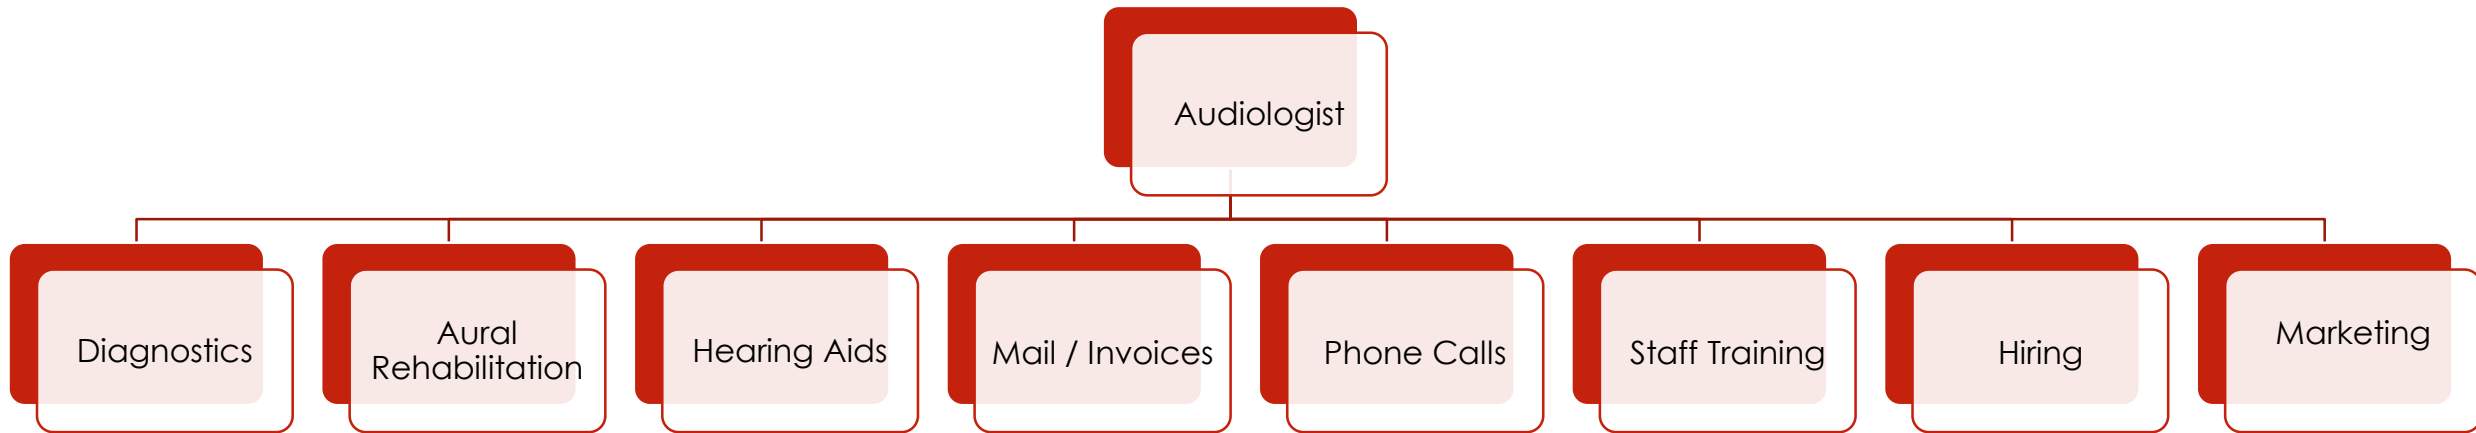 Audiologist
Diagnostics
Aural
Rehabilitation
Hearing Aids
Mail / Invoices
Phone Calls
Staff Training
Hiring
Marketing